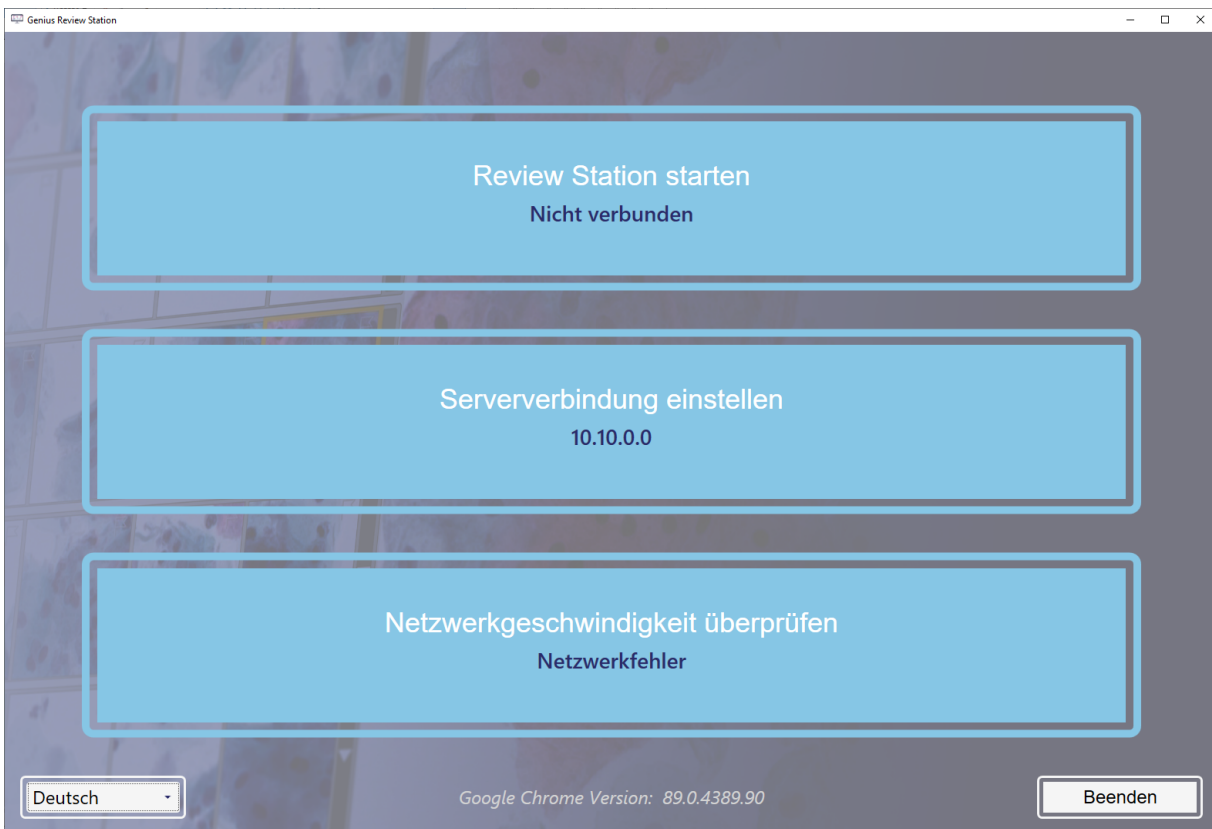 Genius Review Station
Review Station starten
Nicht verbunden
Serververbindung einstellen
10.10.0.0
Netzwerkgeschwindigkeit überprüfen
Netzwerkfehler
Deutsch
Google Chrome Version: 89.0.4389.90
Beenden